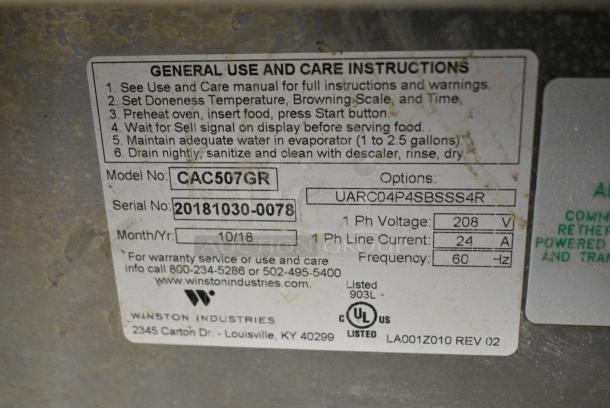 GENERAL USE AND CARE INSTRUCTIONS
1. See Use and Care manual for full instructions and warnings.
2. Set Doneness Temperature, Browning Scale, and Time.
3. Preheat oven, insert food, press Start button.
4. Wait for Sell signal on display before serving food.
5. Maintain adequate water in evaporator (1 to 2.5 gallons).
6. Drain nightly, sanitize and clean with descaler, rinse, dry.
Model No: CAC507GR
Options:
UARC04P4SBSSS4R
Serial No: 20181030-0078
1 Ph Voltage: 208 V
Month/Yr: 10/18
1 Ph Line Current: 24 A
Frequency: 60 Hz
For warranty service or use and care
info call 800-234-5286 or 502-495-5400
www.winstonindustries.com
WINSTON INDUSTRIES
2345 Carton Dr. - Louisville, KY 40299
Listed
903L
C UL US
LISTED
LA001Z010 REV 02
COMM
RETHER
POWERED
AND TRAN